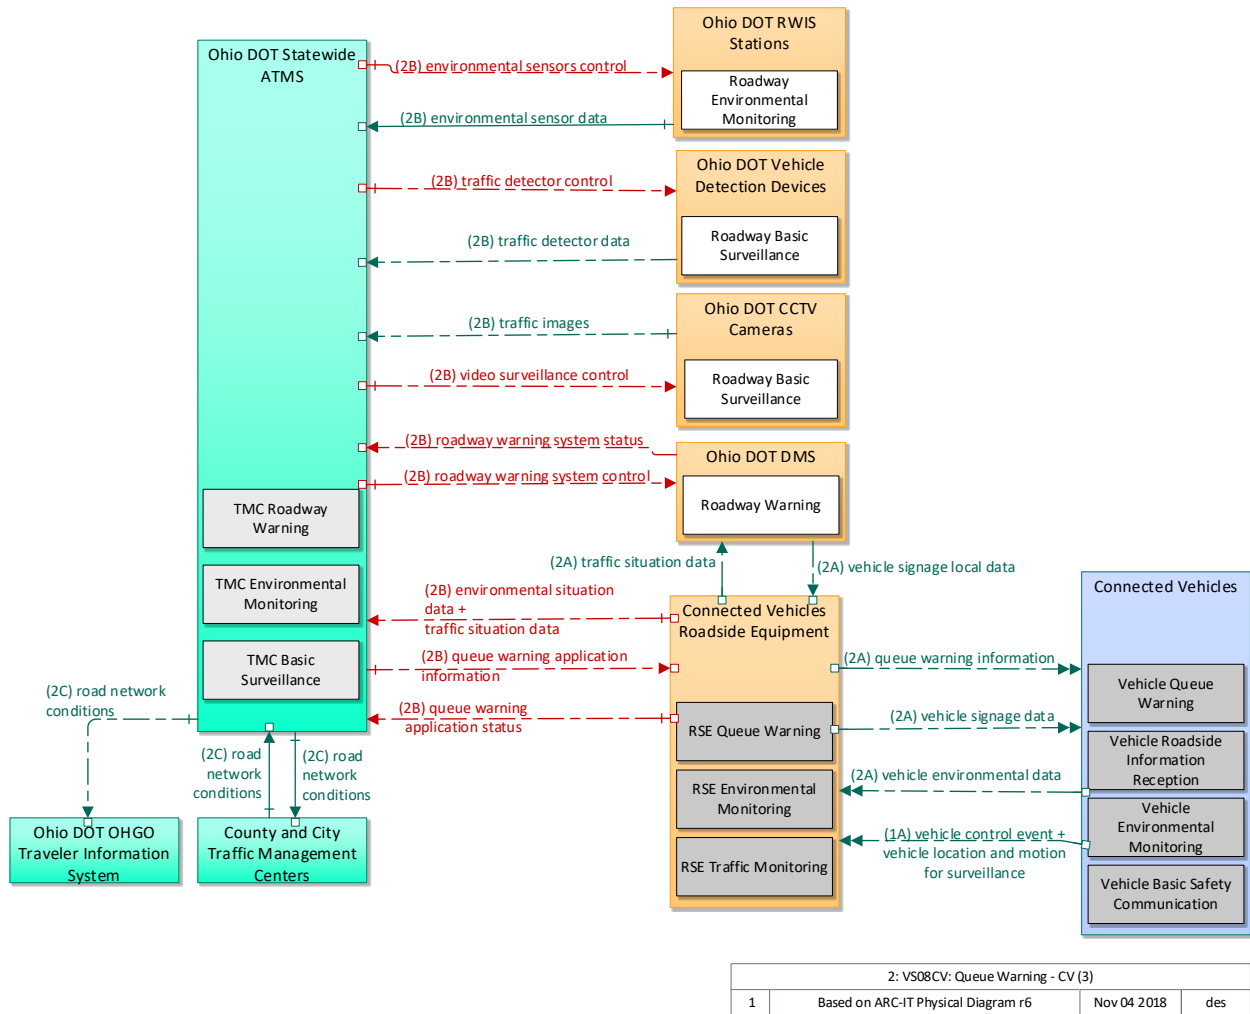 Ohio DOT Statewide
ATMS
TMC Roadway
Warning
TMC Environmental
Monitoring
TMC Basic
Surveillance
(2B) environmental sensors control
(2B) environmental sensor data
(2B) traffic detector control
(2B) traffic detector data
(2B) traffic images
(2B) video surveillance control
(2B) roadway warning system status
(2B) roadway warning system control
Ohio DOT RWIS
Stations
Roadway
Environmental
Monitoring
Ohio DOT Vehicle
Detection Devices
Roadway Basic
Surveillance
Ohio DOT CCTV
Cameras
Roadway Basic
Surveillance
Ohio DOT DMS
Roadway Warning
(2A) traffic situation data
(2A) vehicle signage local data
(2B) environmental situation
data +
traffic situation data
(2B) queue warning application
information
(2B) queue warning
application status
Connected Vehicles
Roadside Equipment
RSE Queue Warning
RSE Environmental
Monitoring
RSE Traffic Monitoring
(2A) queue warning information
(2A) vehicle signage data
(2A) vehicle environmental data
(1A) vehicle control event +
vehicle location and motion
for surveillance
Connected Vehicles
Vehicle Queue
Warning
Vehicle Roadside
Information
Reception
Vehicle
Environmental
Monitoring
Vehicle Basic Safety
Communication
(2C) road network
conditions
(2C) road
network
conditions
(2C) road
network
conditions
Ohio DOT OHGO
Traveler Information
System
County and City
Traffic Management
Centers
2: VS08CV: Queue Warning - CV (3)
1 Based on ARC-IT Physical Diagram r6 Nov 04 2018 des